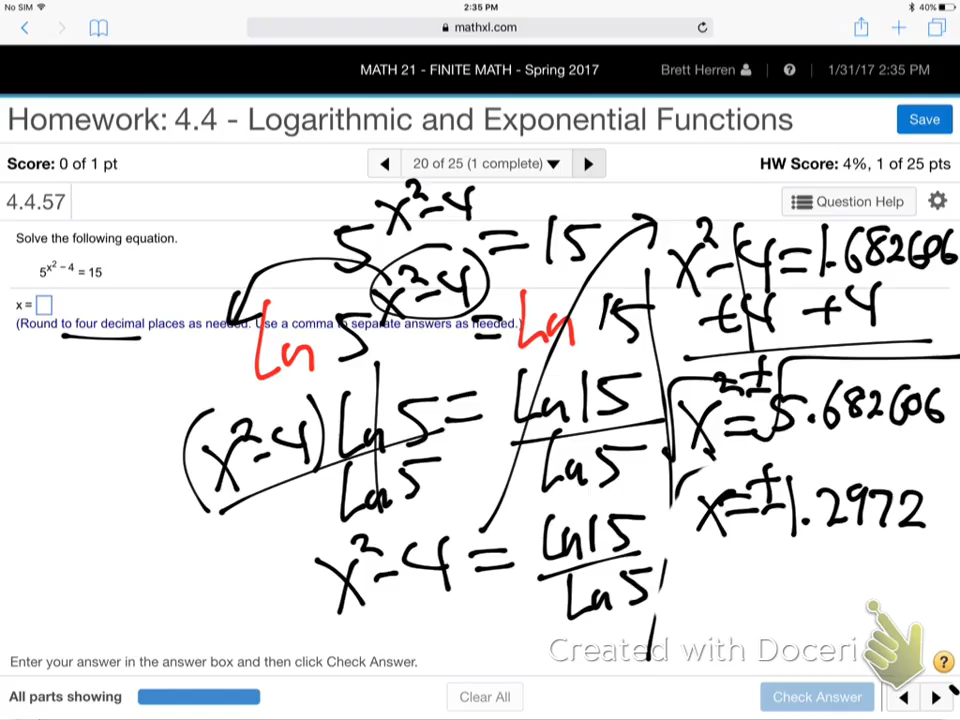 No SIM 2:35 PM 40%
mathxl.com
MATH 21 - FINITE MATH - Spring 2017 Brett Herren 1/31/17 2:35 PM
Homework: 4.4 - Logarithmic and Exponential Functions Save
Score: 0 of 1 pt 20 of 25 (1 complete) HW Score: 4%, 1 of 25 pts
4.4.57 Question Help
Solve the following equation.
5^(x² − 4) = 15
x =
(Round to four decimal places as needed. Use a comma to separate answers as needed.)
5^(x²-4) = 15
Ln 5^(x²-4) = Ln 15
(x²-4) Ln 5 = Ln 15
Ln 5 Ln 5
x²-4 = Ln 15
Ln 5
x²-4 = 1.682606
+4 +4
√x² = ±√5.682606
x = ±1.2972
Created with Doceri
Enter your answer in the answer box and then click Check Answer.
All parts showing Clear All Check Answer
?